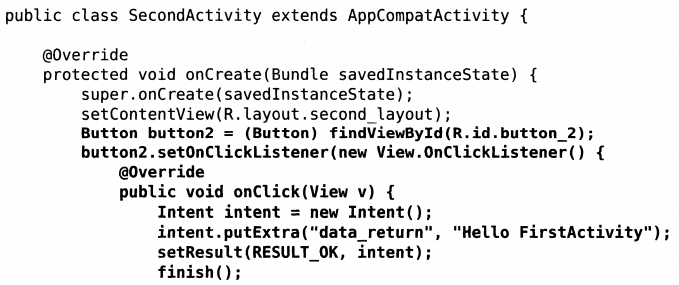 public class SecondActivity extends AppCompatActivity {
@Override
protected void onCreate(Bundle savedInstanceState) {
super.onCreate(savedInstanceState);
setContentView(R.layout.second_layout);
Button button2 = (Button) findViewById(R.id.button_2);
button2.setOnClickListener(new View.OnClickListener() {
@Override
public void onClick(View v) {
Intent intent = new Intent();
intent.putExtra("data_return", "Hello FirstActivity");
setResult(RESULT_OK, intent);
finish();